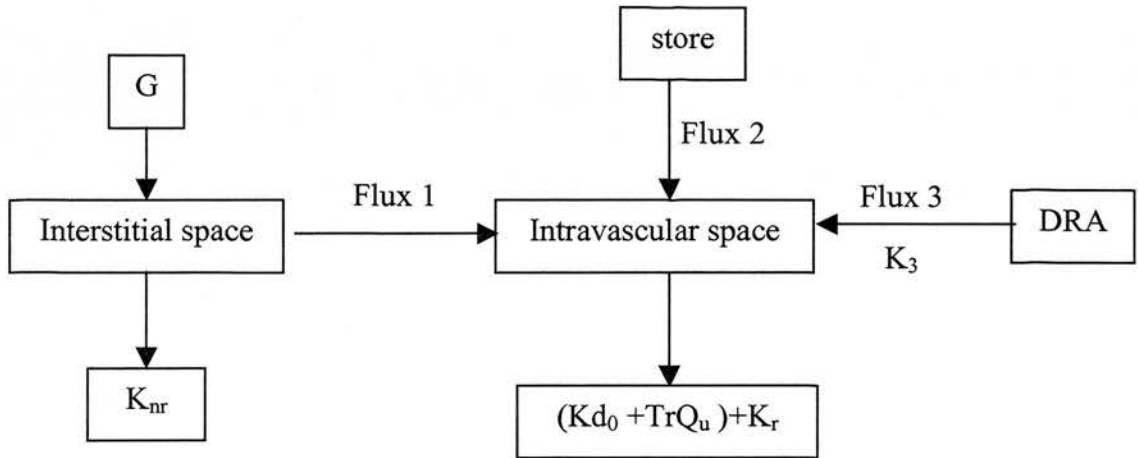 store
G
Flux 2
Flux 1
Flux 3
Interstitial space
Intravascular space
DRA
K₃
Kₙᵣ
(Kd₀ +TrQᵤ )+Kᵣ